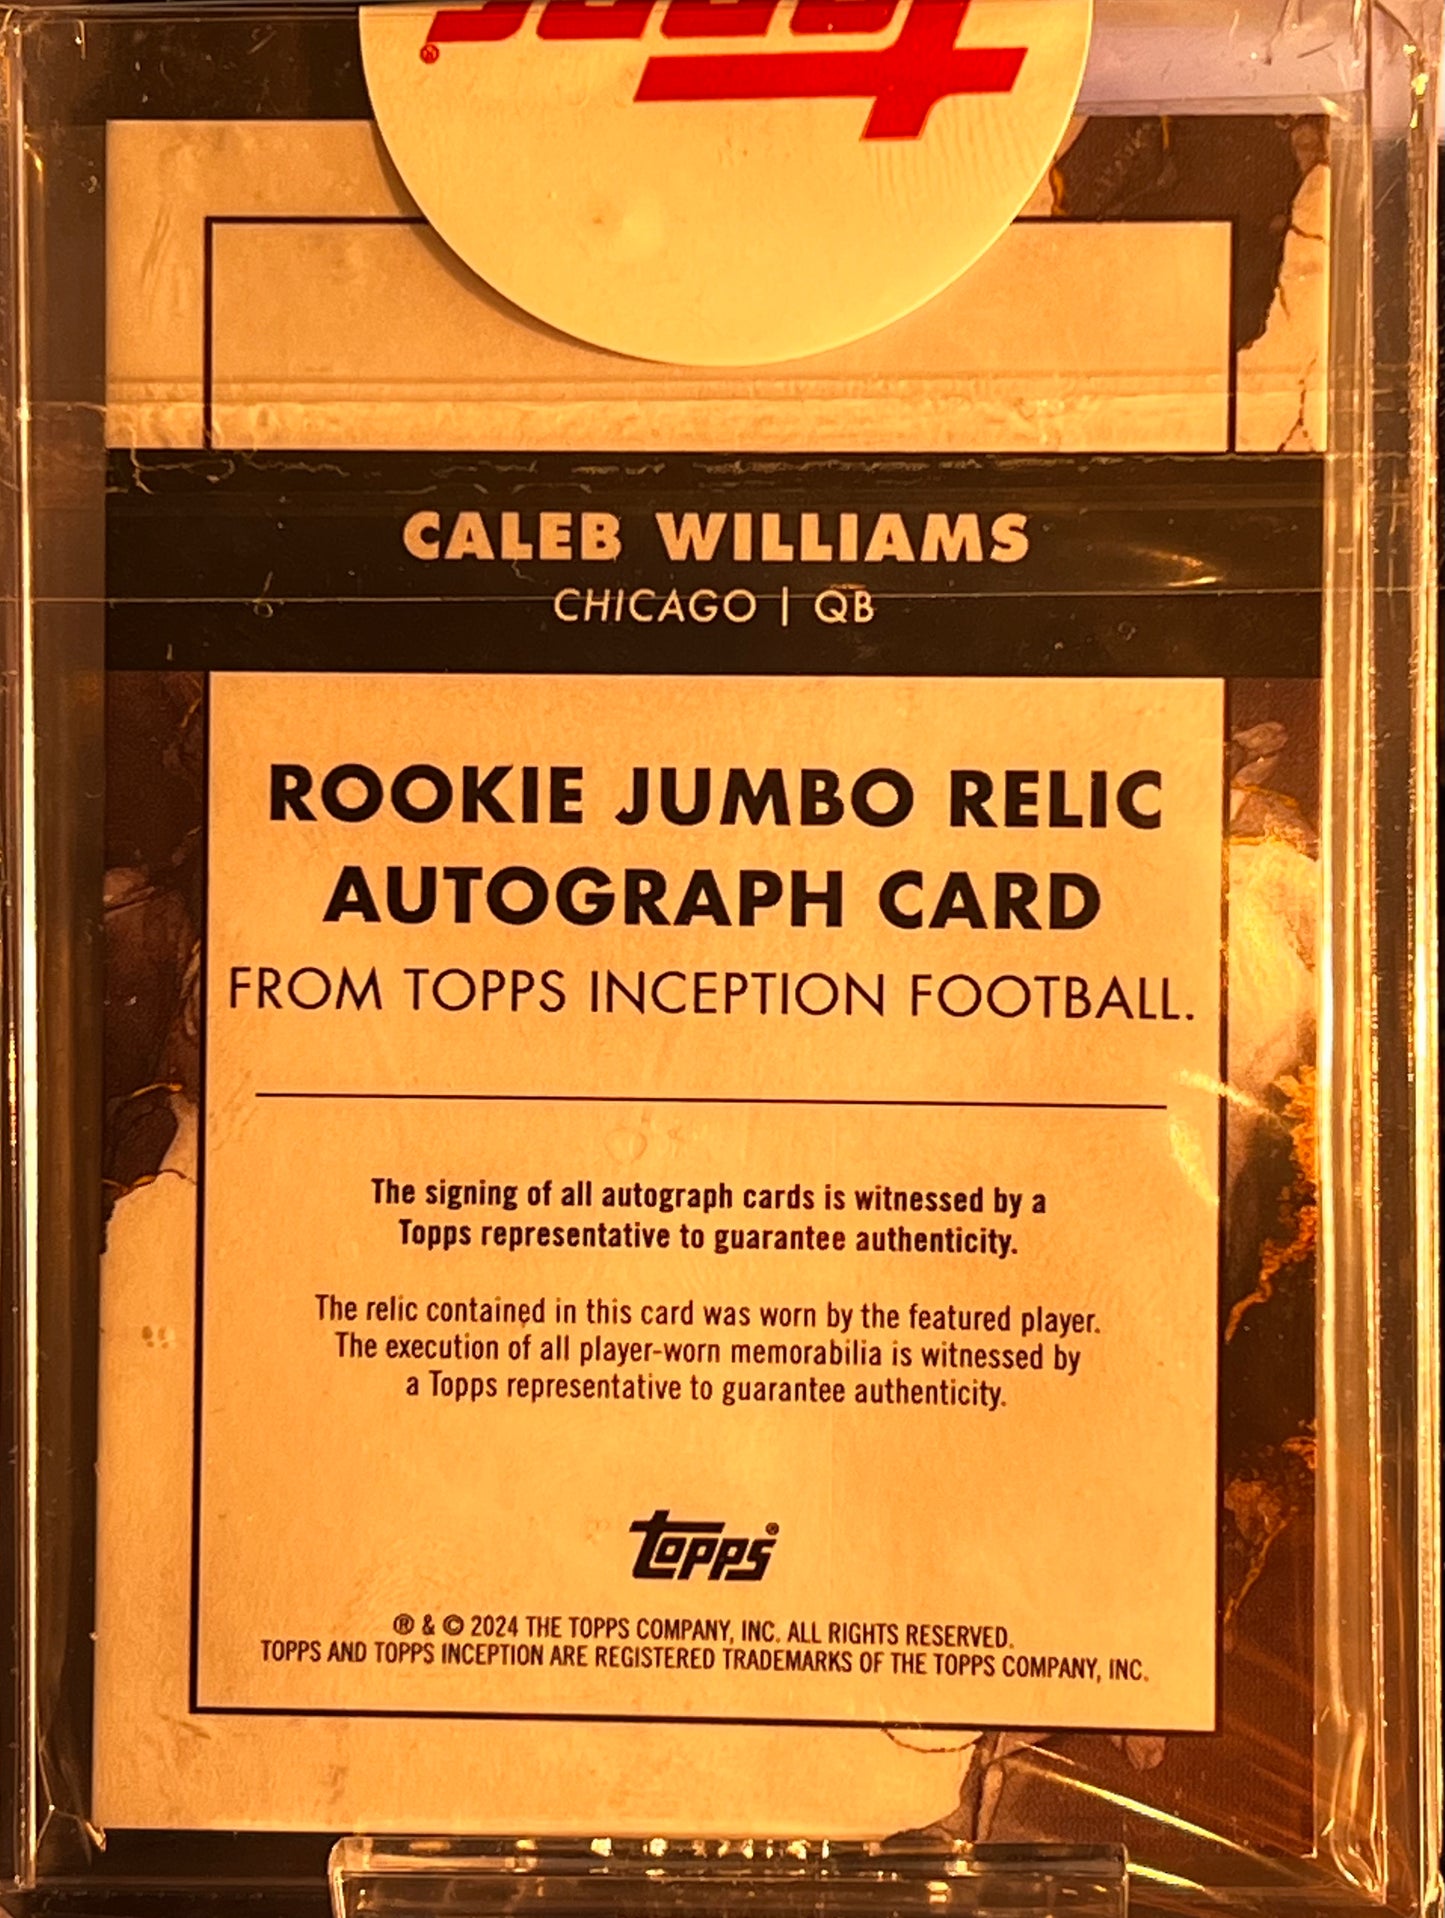 topps
®
CALEB WILLIAMS
CHICAGO | QB
ROOKIE JUMBO RELIC
AUTOGRAPH CARD
FROM TOPPS INCEPTION FOOTBALL.
The signing of all autograph cards is witnessed by a
Topps representative to guarantee authenticity.
The relic contained in this card was worn by the featured player.
The execution of all player-worn memorabilia is witnessed by
a Topps representative to guarantee authenticity.
topps®
® & © 2024 THE TOPPS COMPANY, INC. ALL RIGHTS RESERVED.
TOPPS AND TOPPS INCEPTION ARE REGISTERED TRADEMARKS OF THE TOPPS COMPANY, INC.